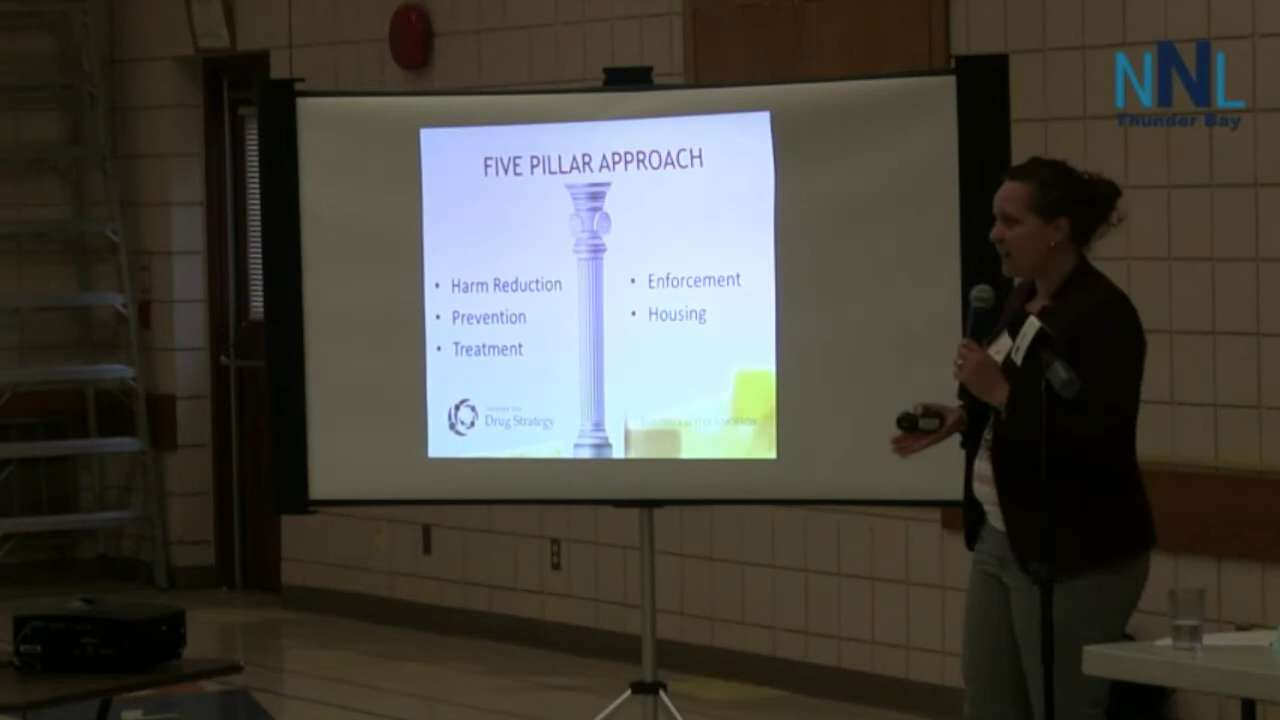 NNL
Thunder Bay
FIVE PILLAR APPROACH
• Harm Reduction
• Prevention
• Treatment
• Enforcement
• Housing
Drug Strategy